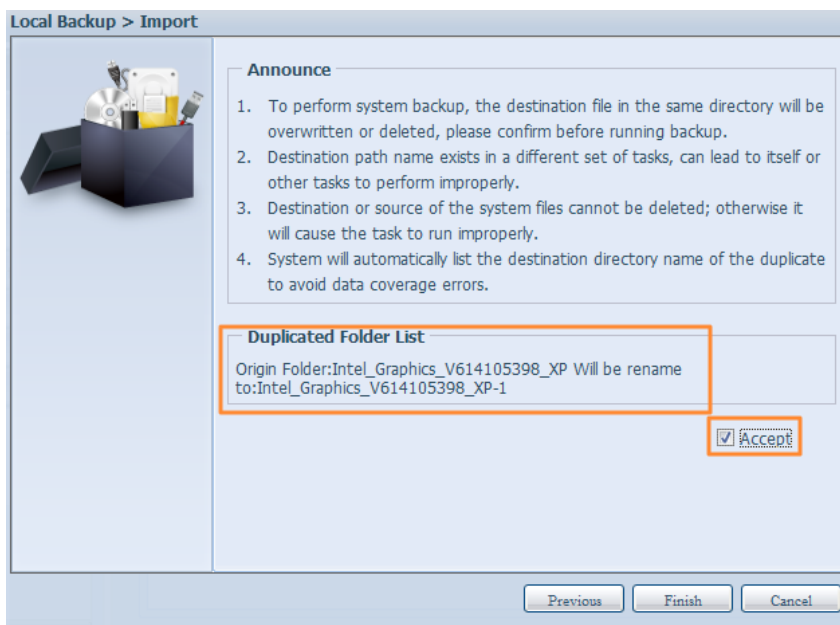 Local Backup > Import
Announce
1. To perform system backup, the destination file in the same directory will be
overwritten or deleted, please confirm before running backup.
2. Destination path name exists in a different set of tasks, can lead to itself or
other tasks to perform improperly.
3. Destination or source of the system files cannot be deleted; otherwise it
will cause the task to run improperly.
4. System will automatically list the destination directory name of the duplicate
to avoid data coverage errors.
Duplicated Folder List
Origin Folder:Intel_Graphics_V614105398_XP Will be rename
to:Intel_Graphics_V614105398_XP-1
Accept
Previous Finish Cancel